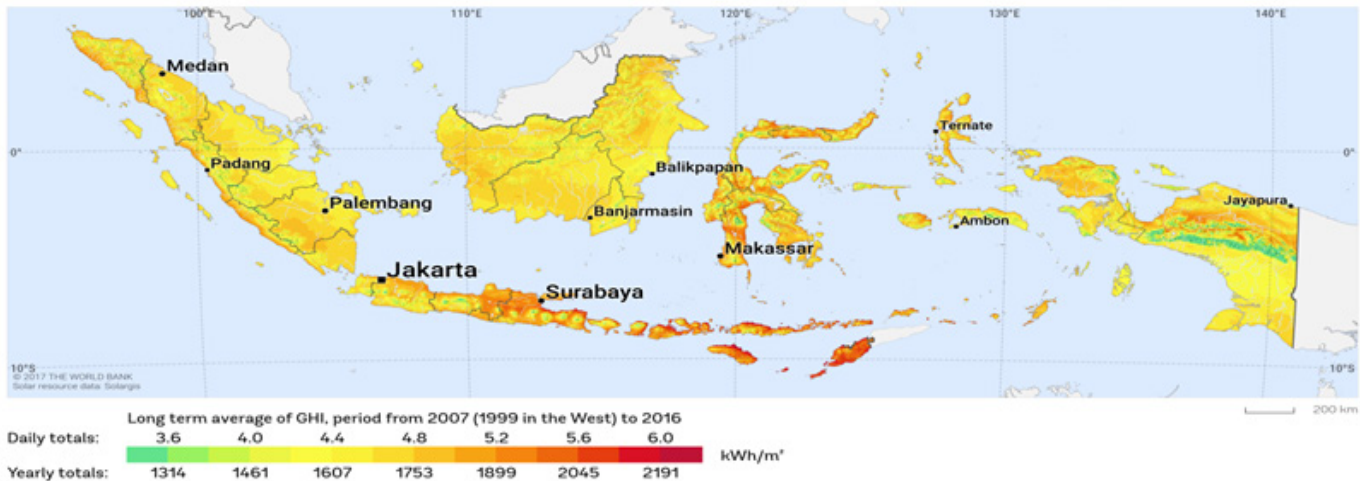 100°E 110°E 120°E 130°E 140°E
Medan
Ternate
0° 0°
Padang
Balikpapan
Palembang
Jayapura
Banjarmasin
Ambon
Makassar
Jakarta
Surabaya
10°S 10°S
© 2017 THE WORLD BANK
Solar resource data: Solargis
200 km
Long term average of GHI, period from 2007 (1999 in the West) to 2016
Daily totals: 3.6 4.0 4.4 4.8 5.2 5.6 6.0
kWh/m²
Yearly totals: 1314 1461 1607 1753 1899 2045 2191